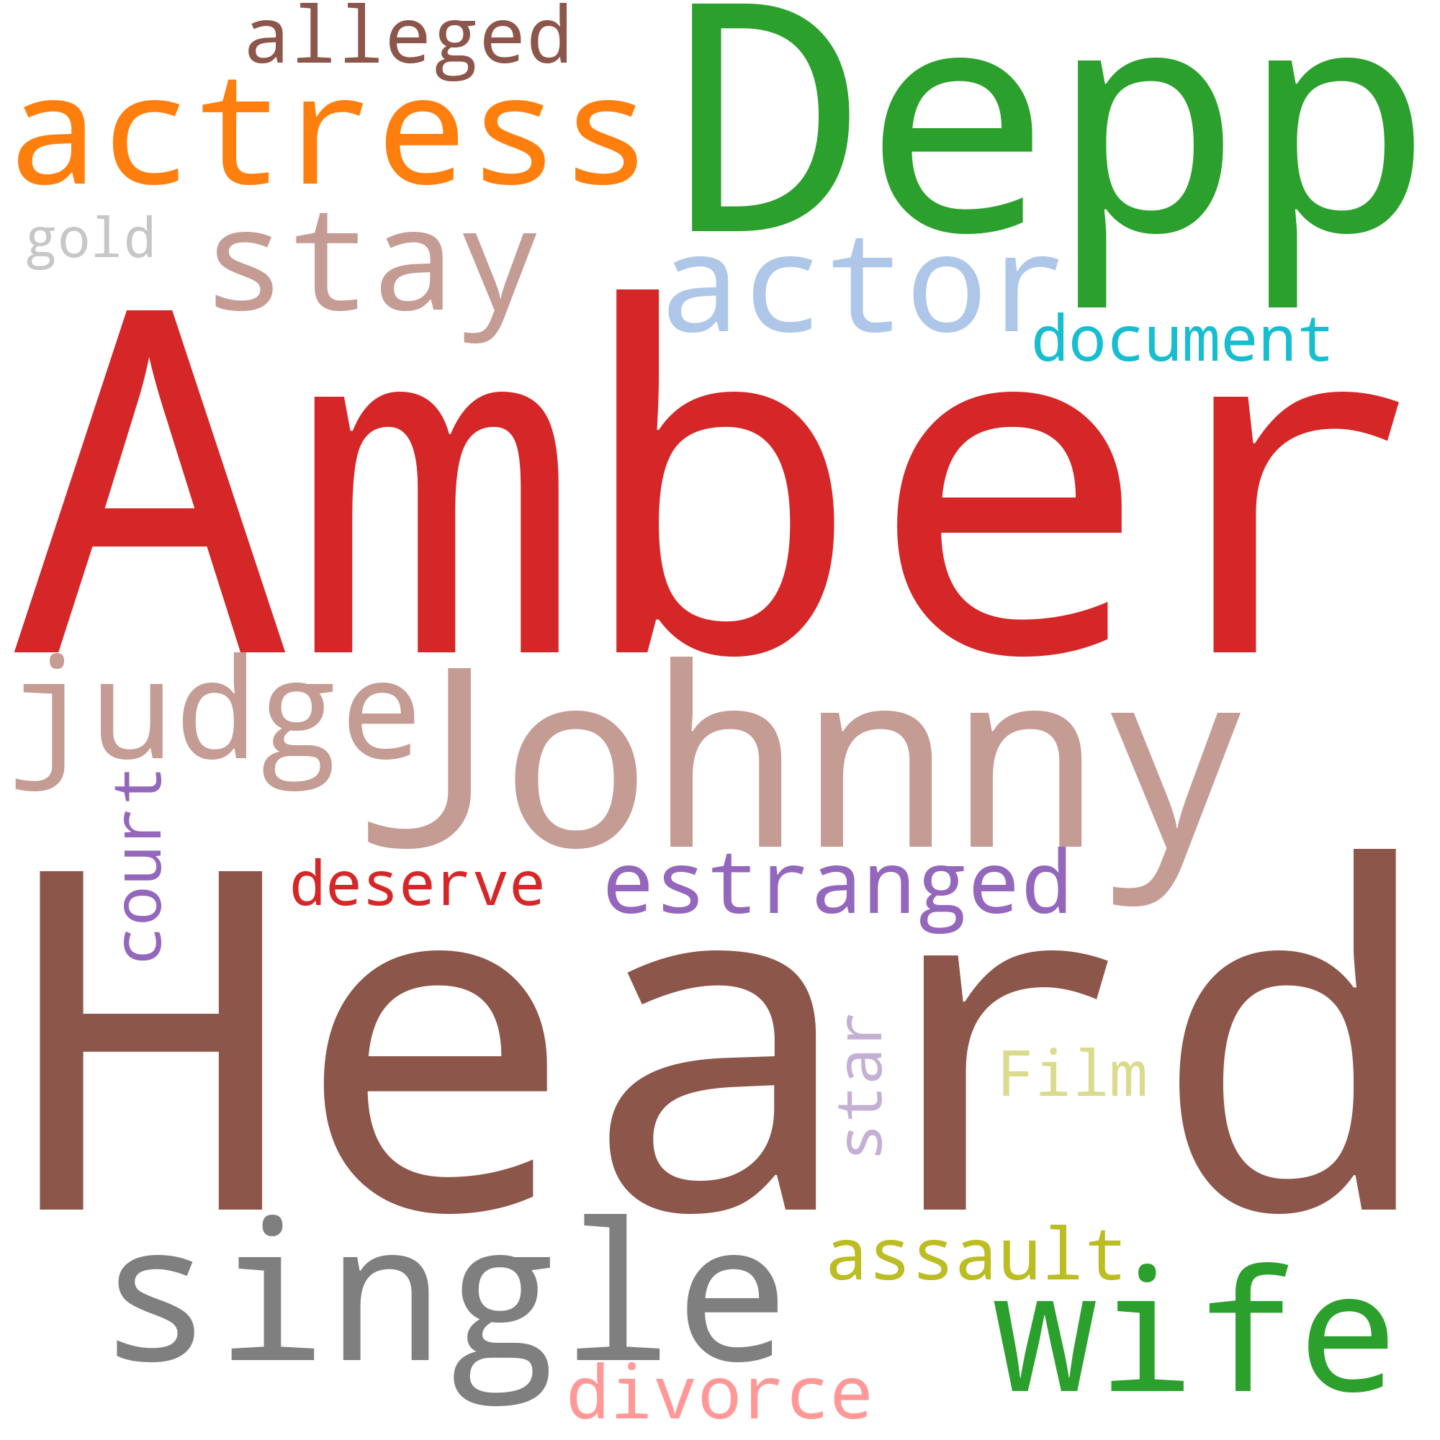 alleged
Depp
actress
gold
stay
actor
document
Amber
judge
Johnny
court
deserve
estranged
Heard
star
Film
single
assault
wife
divorce